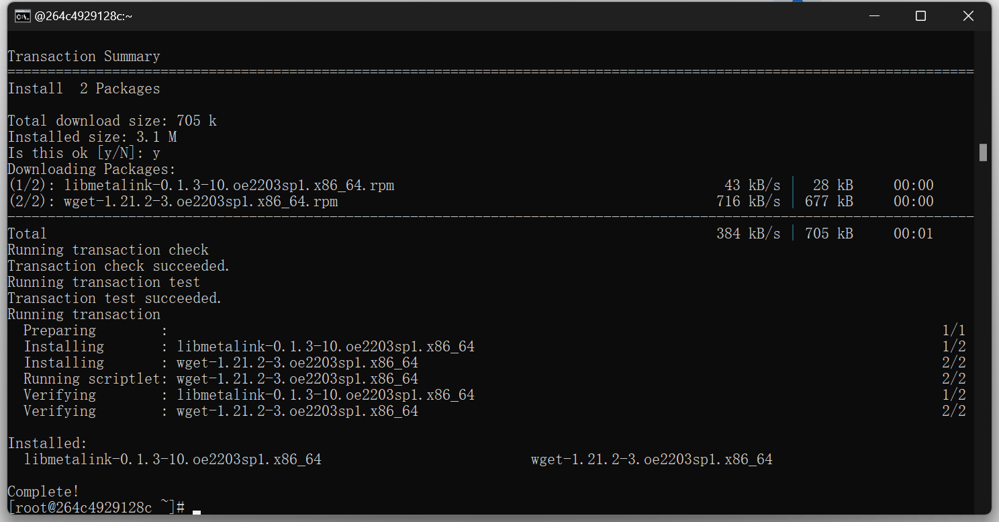 @264c4929128c:~
Transaction Summary
================================================================================================================================
Install  2 Packages
Total download size: 705 k
Installed size: 3.1 M
Is this ok [y/N]: y
Downloading Packages:
(1/2): libmetalink-0.1.3-10.oe2203sp1.x86_64.rpm 43 kB/s | 28 kB 00:00
(2/2): wget-1.21.2-3.oe2203sp1.x86_64.rpm 716 kB/s | 677 kB 00:00
--------------------------------------------------------------------------------------------------------------------------------
Total 384 kB/s | 705 kB 00:01
Running transaction check
Transaction check succeeded.
Running transaction test
Transaction test succeeded.
Running transaction
  Preparing        : 1/1
  Installing       : libmetalink-0.1.3-10.oe2203sp1.x86_64 1/2
  Installing       : wget-1.21.2-3.oe2203sp1.x86_64 2/2
  Running scriptlet: wget-1.21.2-3.oe2203sp1.x86_64 2/2
  Verifying        : libmetalink-0.1.3-10.oe2203sp1.x86_64 1/2
  Verifying        : wget-1.21.2-3.oe2203sp1.x86_64 2/2
Installed:
  libmetalink-0.1.3-10.oe2203sp1.x86_64 wget-1.21.2-3.oe2203sp1.x86_64
Complete!
[root@264c4929128c ~]#